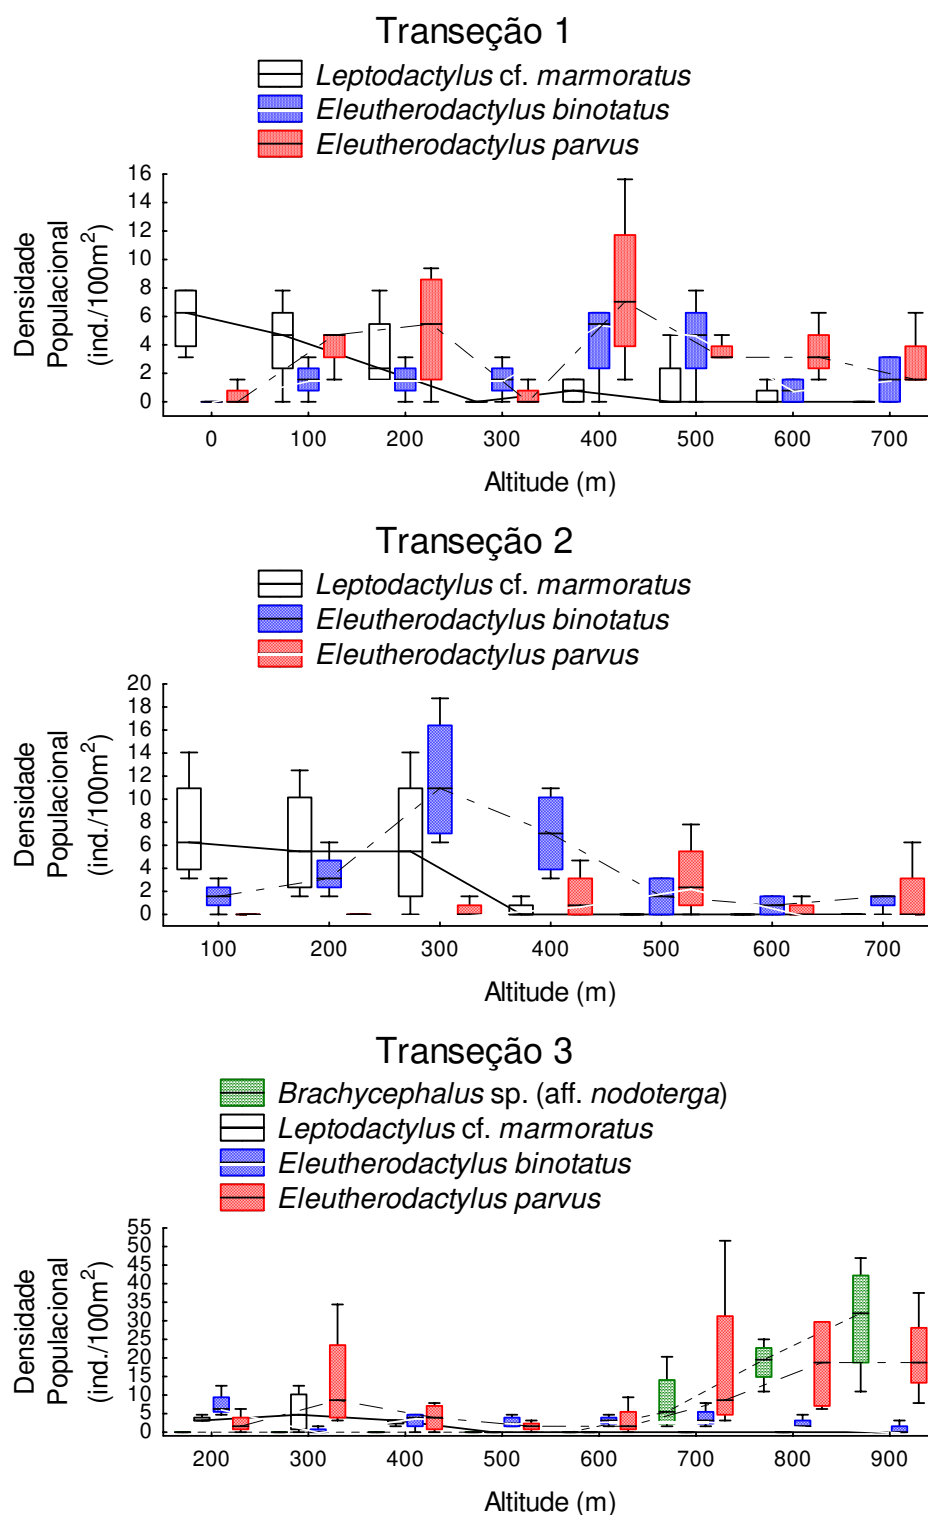 Transeção 1
Leptodactylus cf. marmoratus
Eleutherodactylus binotatus
Eleutherodactylus parvus
Densidade
Populacional
(ind./100m²)
16
14
12
10
8
6
4
2
0
0 100 200 300 400 500 600 700
Altitude (m)
Transeção 2
Leptodactylus cf. marmoratus
Eleutherodactylus binotatus
Eleutherodactylus parvus
Densidade
Populacional
(ind./100m²)
20
18
16
14
12
10
8
6
4
2
0
100 200 300 400 500 600 700
Altitude (m)
Transeção 3
Brachycephalus sp. (aff. nodoterga)
Leptodactylus cf. marmoratus
Eleutherodactylus binotatus
Eleutherodactylus parvus
Densidade
Populacional
(ind./100m²)
55
50
45
40
35
30
25
20
15
10
5
0
200 300 400 500 600 700 800 900
Altitude (m)